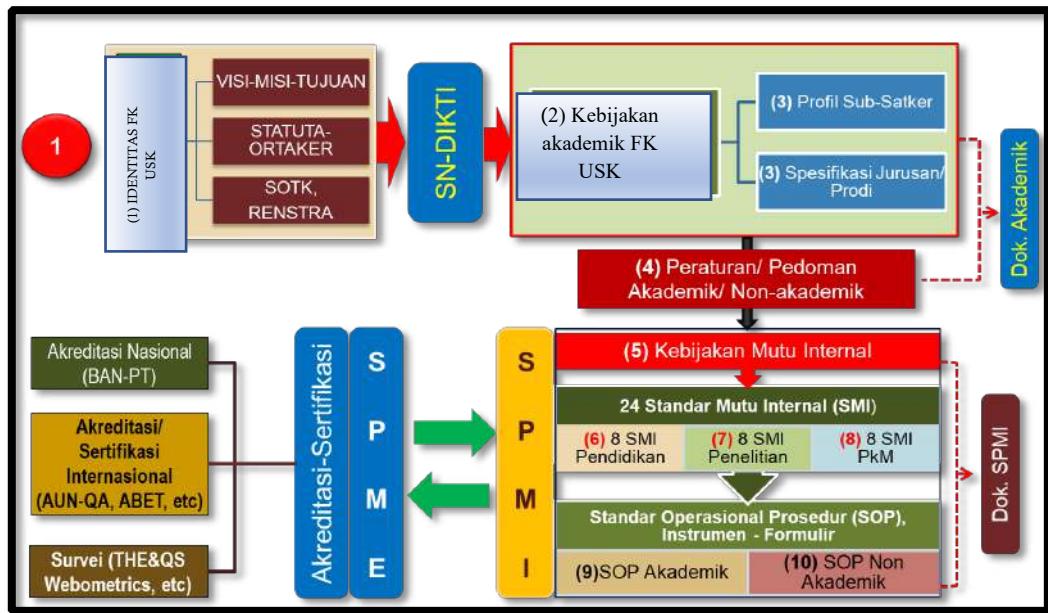 1
(1) IDENTITAS FK
USK
VISI-MISI-TUJUAN
STATUTA-
ORTAKER
SOTK,
RENSTRA
SN-DIKTI
(2) Kebijakan
akademik FK
USK
(3) Profil Sub-Satker
(3) Spesifikasi Jurusan/
Prodi
Dok. Akademik
(4) Peraturan/ Pedoman
Akademik/ Non-akademik
Akreditasi Nasional
(BAN-PT)
Akreditasi/
Sertifikasi
Internasional
(AUN-QA, ABET, etc)
Survei (THE&QS
Webometrics, etc)
Akreditasi-Sertifikasi
S
P
M
E
S
P
M
I
(5) Kebijakan Mutu Internal
24 Standar Mutu Internal (SMI)
(6) 8 SMI
Pendidikan
(7) 8 SMI
Penelitian
(8) 8 SMI
PkM
Standar Operasional Prosedur (SOP),
Instrumen - Formulir
(9)SOP Akademik
(10) SOP Non
Akademik
Dok. SPMI